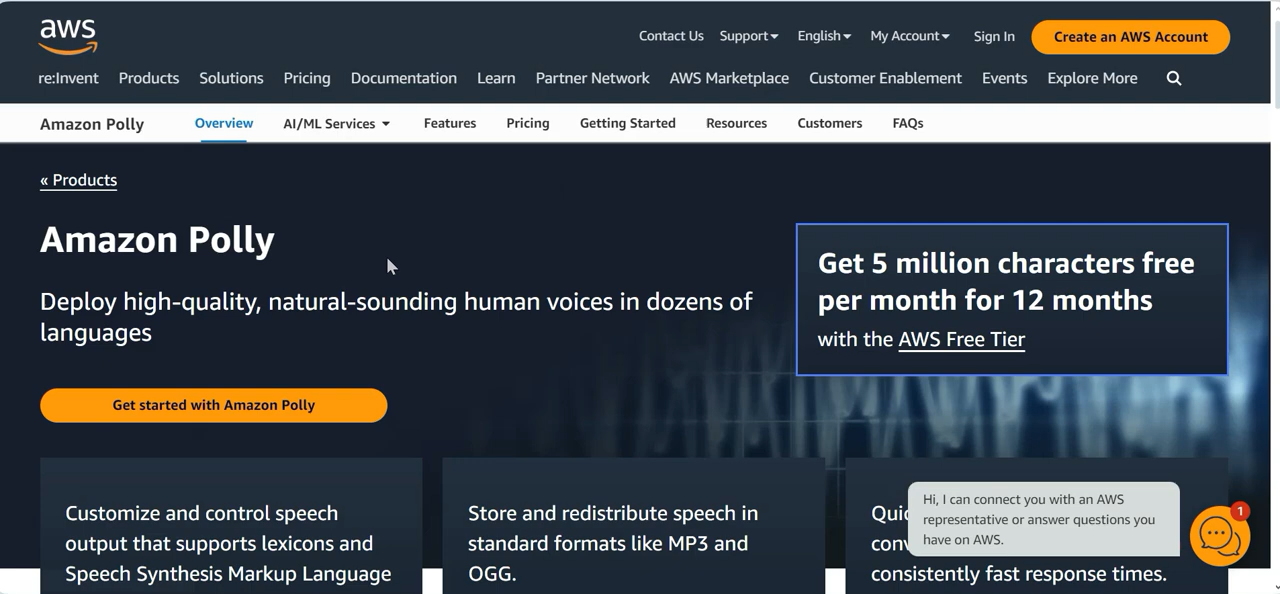 aws
Contact Us Support English My Account Sign In Create an AWS Account
re:Invent Products Solutions Pricing Documentation Learn Partner Network AWS Marketplace Customer Enablement Events Explore More
Amazon Polly Overview AI/ML Services Features Pricing Getting Started Resources Customers FAQs
« Products
Amazon Polly
Deploy high-quality, natural-sounding human voices in dozens of
languages
Get started with Amazon Polly
Get 5 million characters free
per month for 12 months
with the AWS Free Tier
Customize and control speech
output that supports lexicons and
Speech Synthesis Markup Language
Store and redistribute speech in
standard formats like MP3 and
OGG.
consistently fast response times.
Hi, I can connect you with an AWS
representative or answer questions you
have on AWS.
1